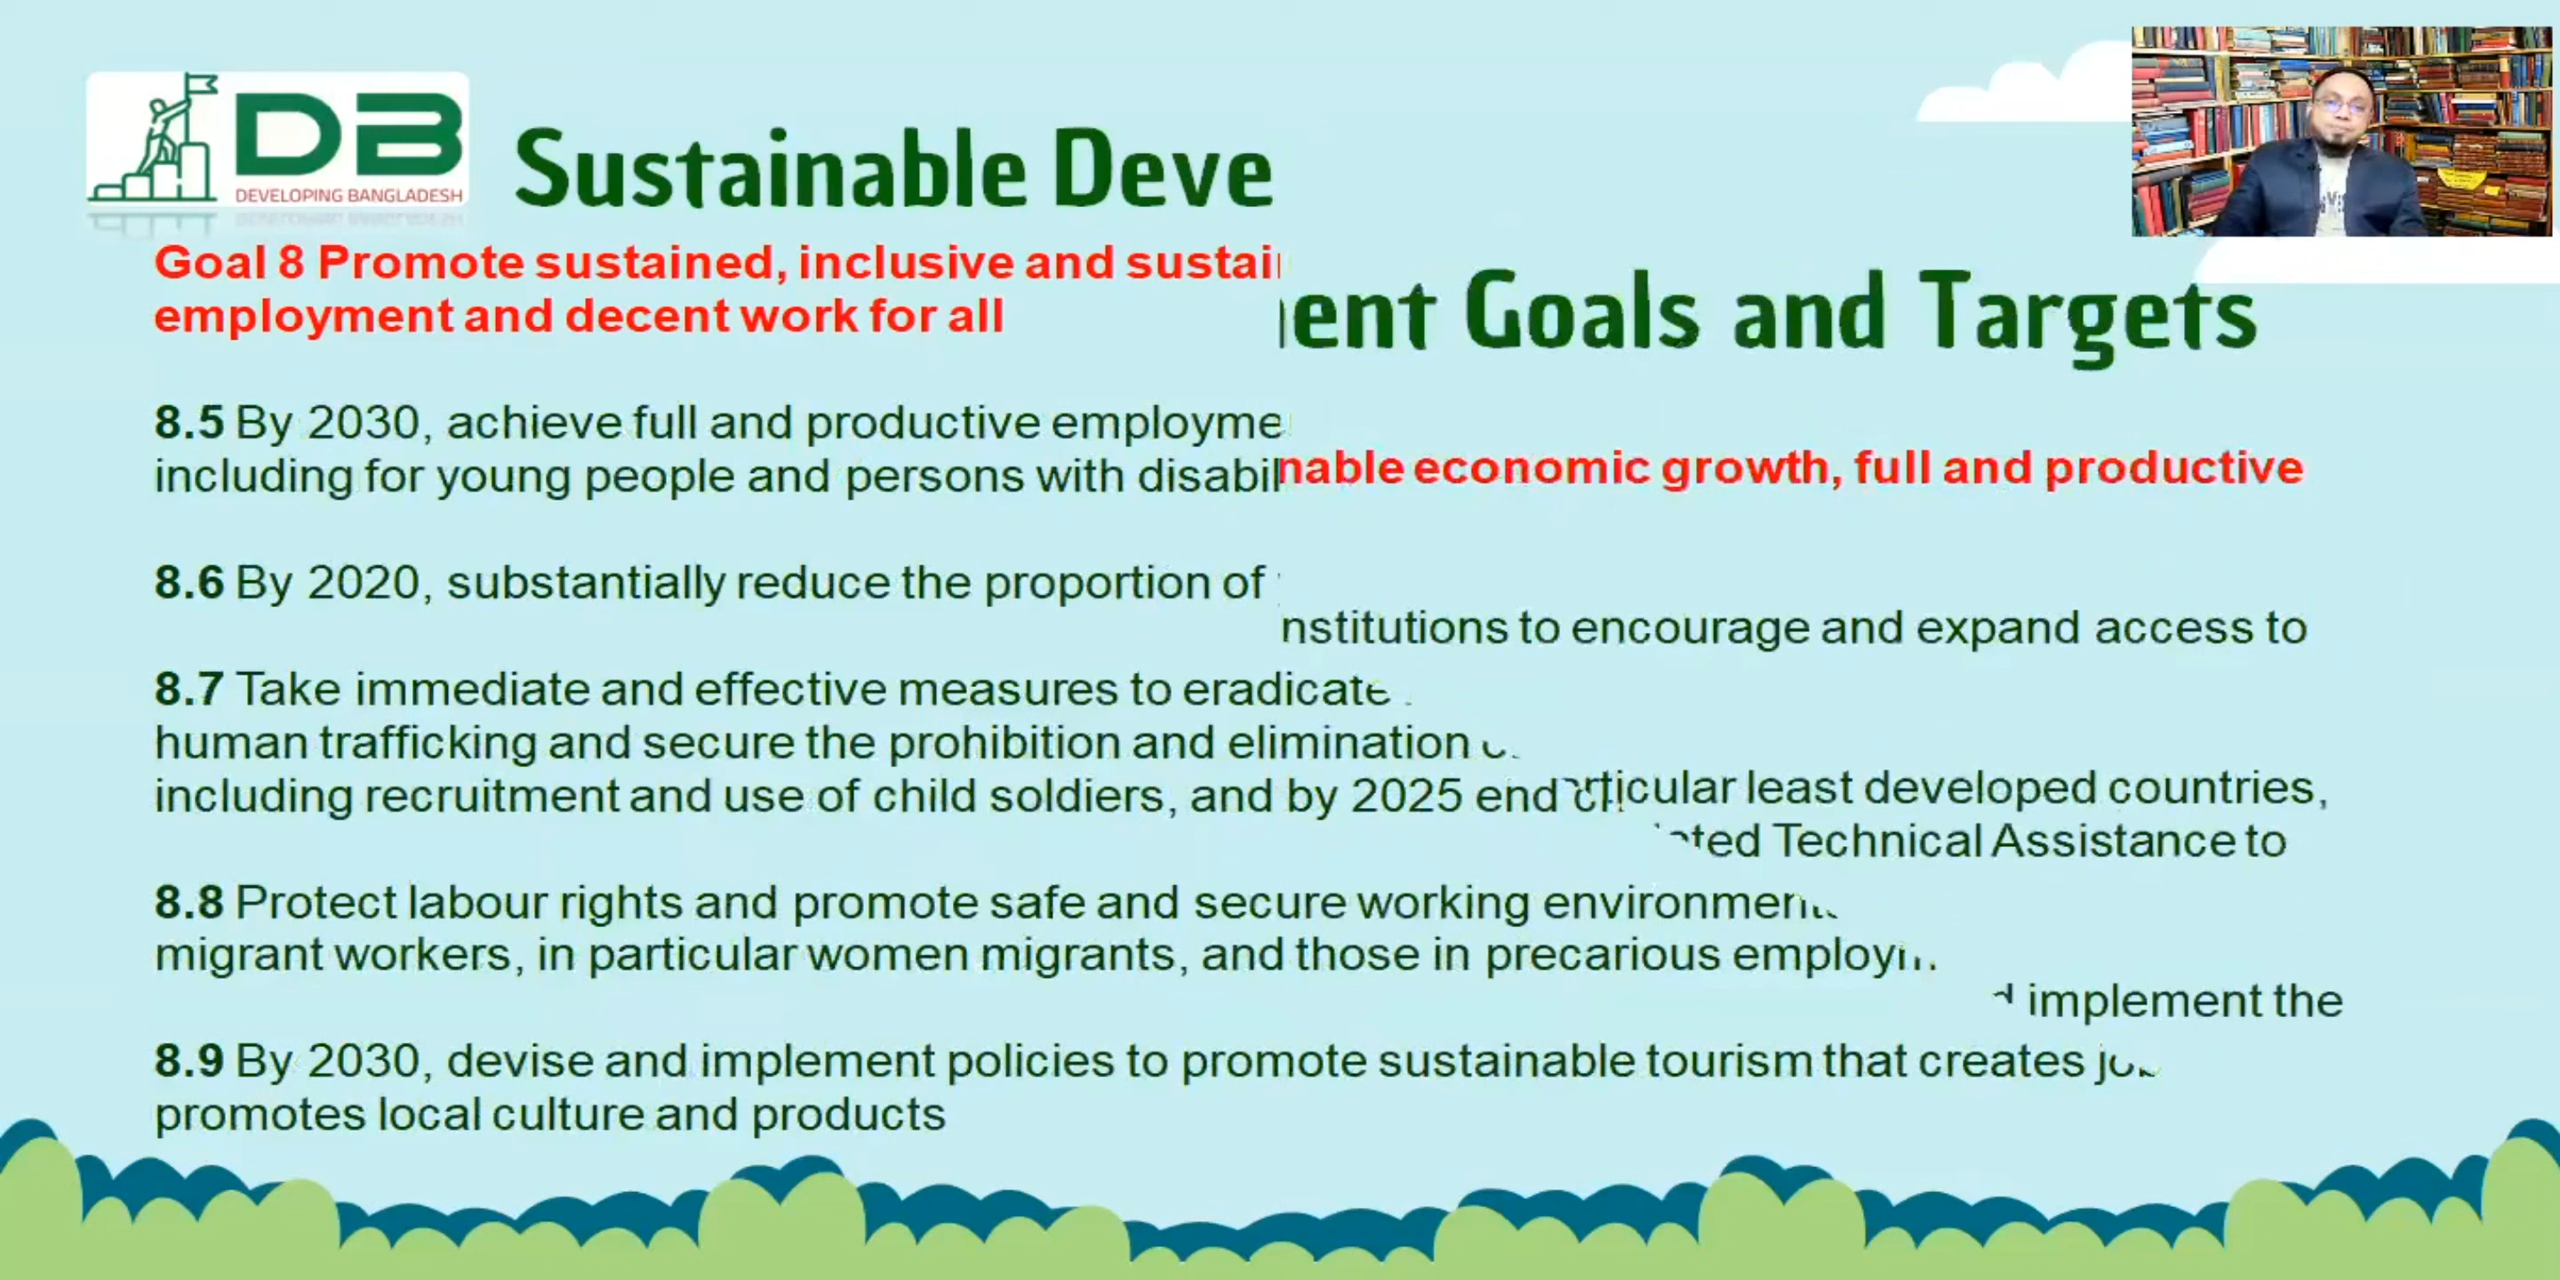 DB
DEVELOPING BANGLADESH
Sustainable Deve
ent Goals and Targets
Goal 8 Promote sustained, inclusive and sustai
employment and decent work for all
nable economic growth, full and productive
8.5 By 2030, achieve full and productive employme
including for young people and persons with disabil
8.6 By 2020, substantially reduce the proportion of
nstitutions to encourage and expand access to
8.7 Take immediate and effective measures to eradicate
human trafficking and secure the prohibition and elimination
including recruitment and use of child soldiers, and by 2025 end
ticular least developed countries,
ted Technical Assistance to
8.8 Protect labour rights and promote safe and secure working environmen
migrant workers, in particular women migrants, and those in precarious employ
implement the
8.9 By 2030, devise and implement policies to promote sustainable tourism that creates
promotes local culture and products